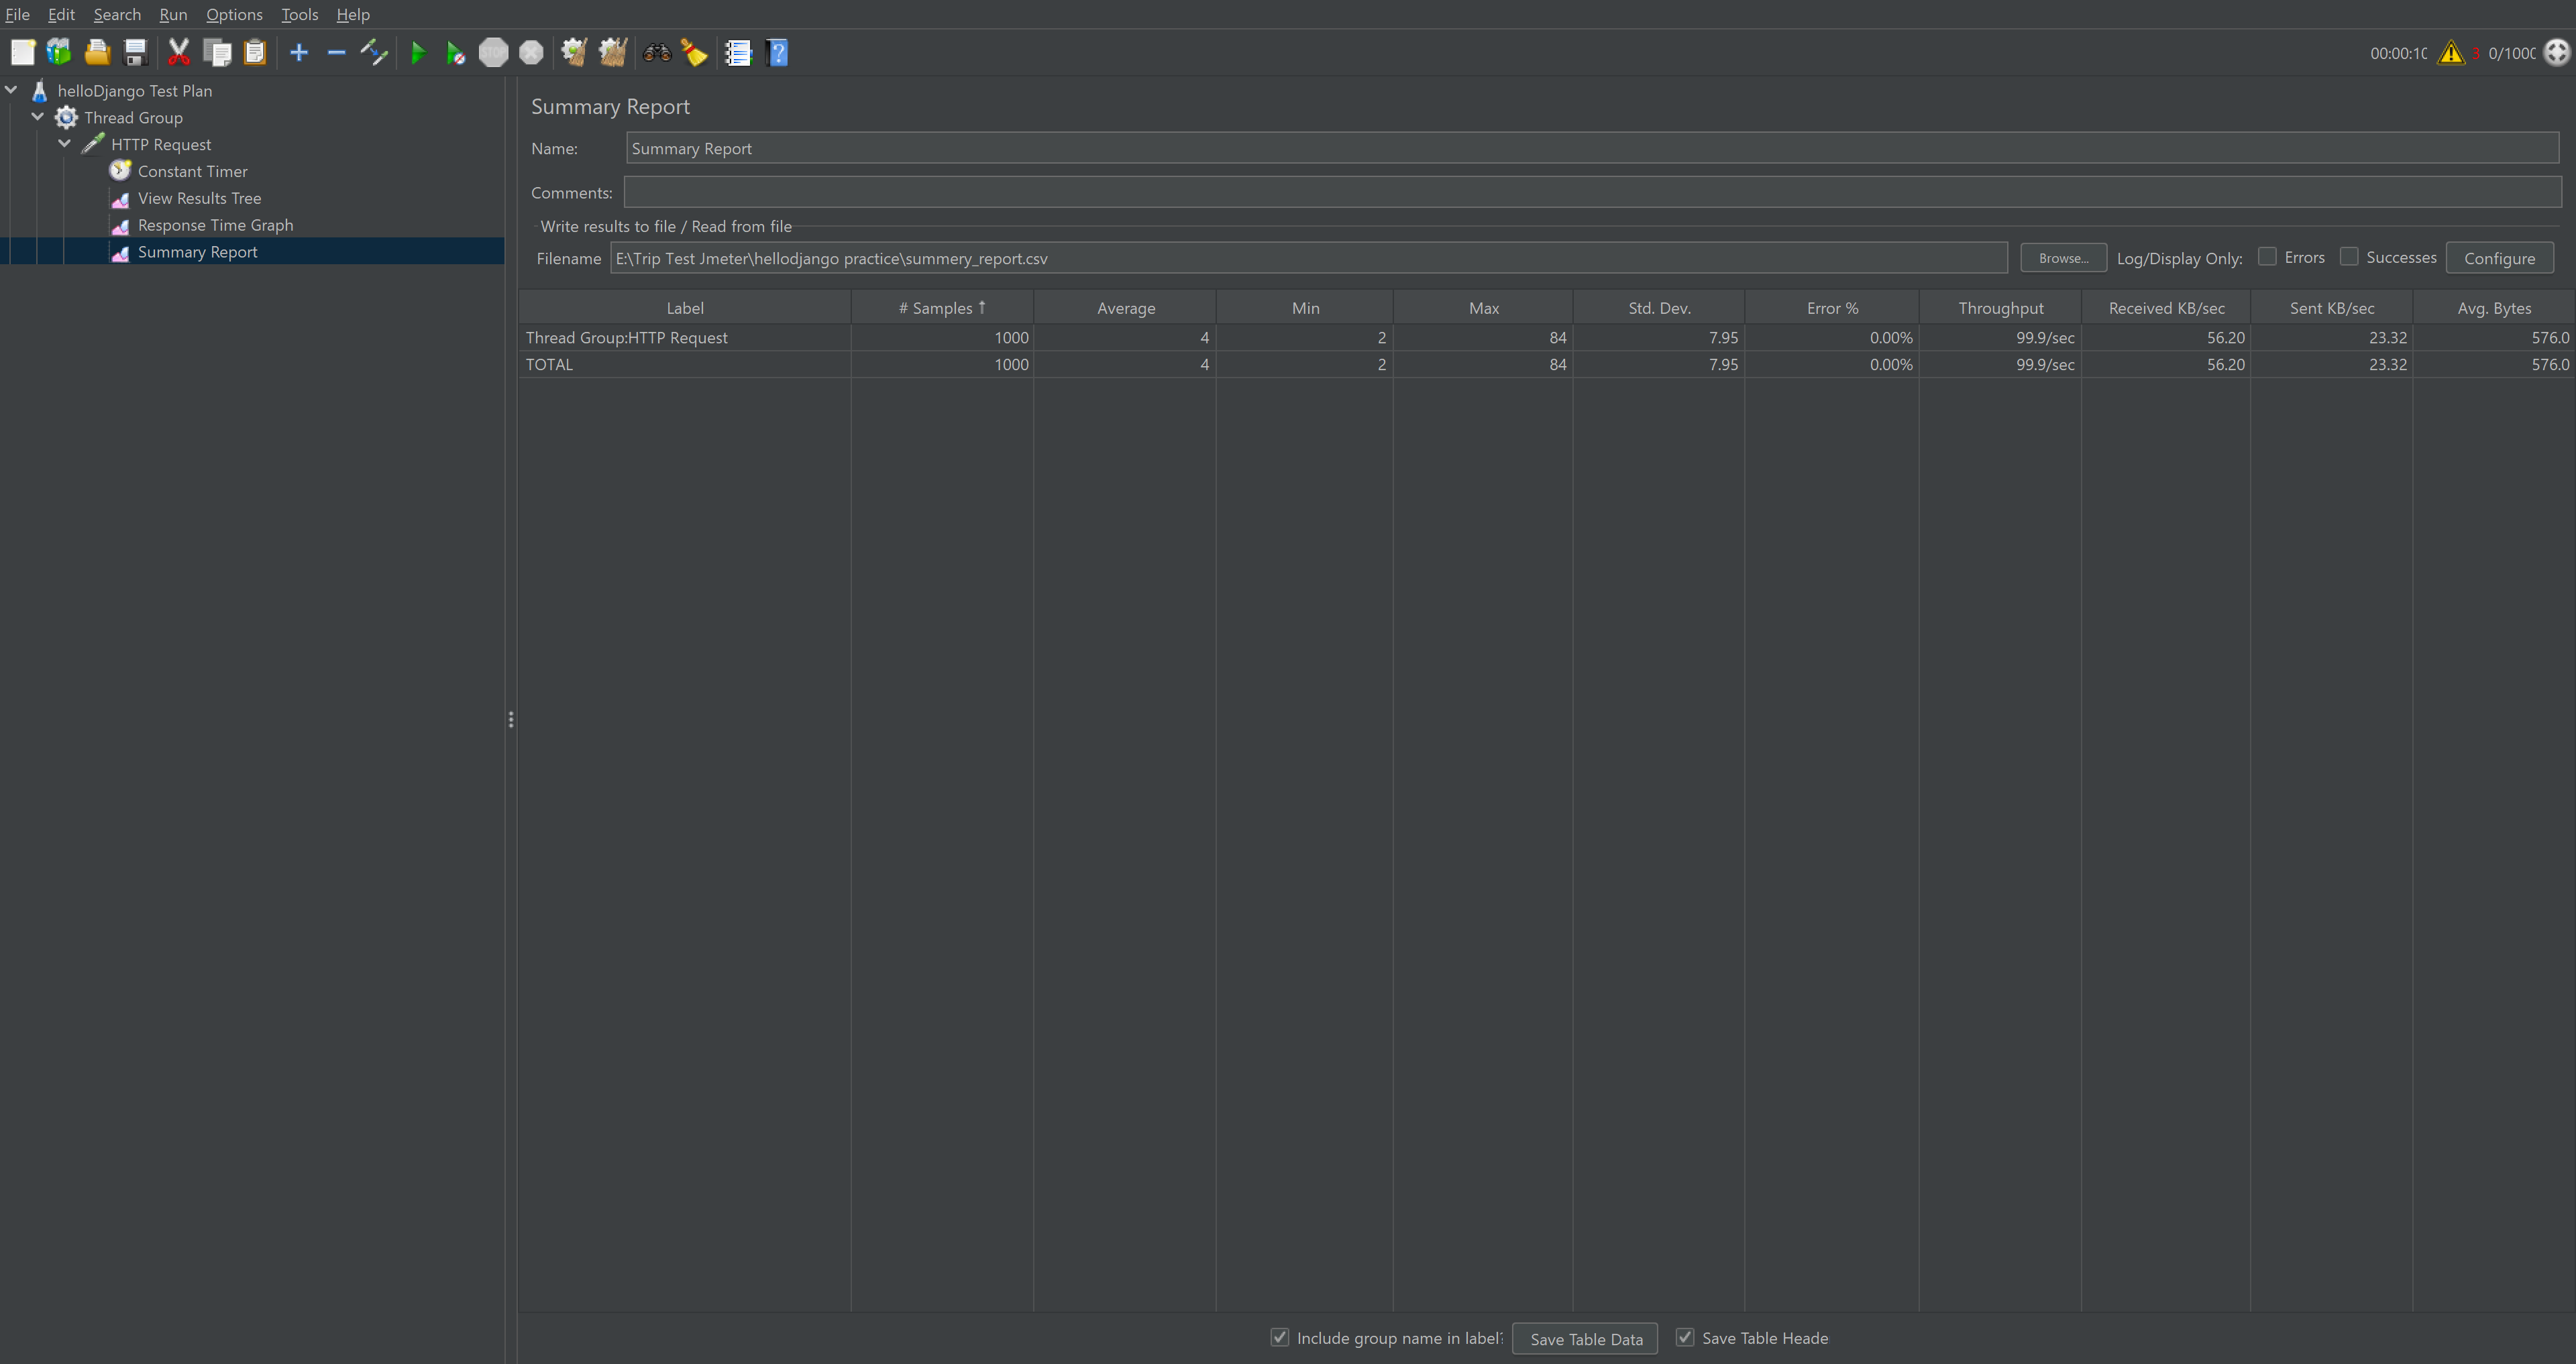 File Edit Search Run Options Tools Help
STOP ?
00:00:10 3 0/1000
helloDjango Test Plan
Thread Group
HTTP Request
Constant Timer
View Results Tree
Response Time Graph
Summary Report
Summary Report
Name: Summary Report
Comments:
Write results to file / Read from file
Filename E:\Trip Test Jmeter\hellodjango practice\summery_report.csv Browse... Log/Display Only: Errors Successes Configure
Label # Samples ↑ Average Min Max Std. Dev. Error % Throughput Received KB/sec Sent KB/sec Avg. Bytes
Thread Group:HTTP Request 1000 4 2 84 7.95 0.00% 99.9/sec 56.20 23.32 576.0
TOTAL 1000 4 2 84 7.95 0.00% 99.9/sec 56.20 23.32 576.0
Include group name in label? Save Table Data Save Table Heade